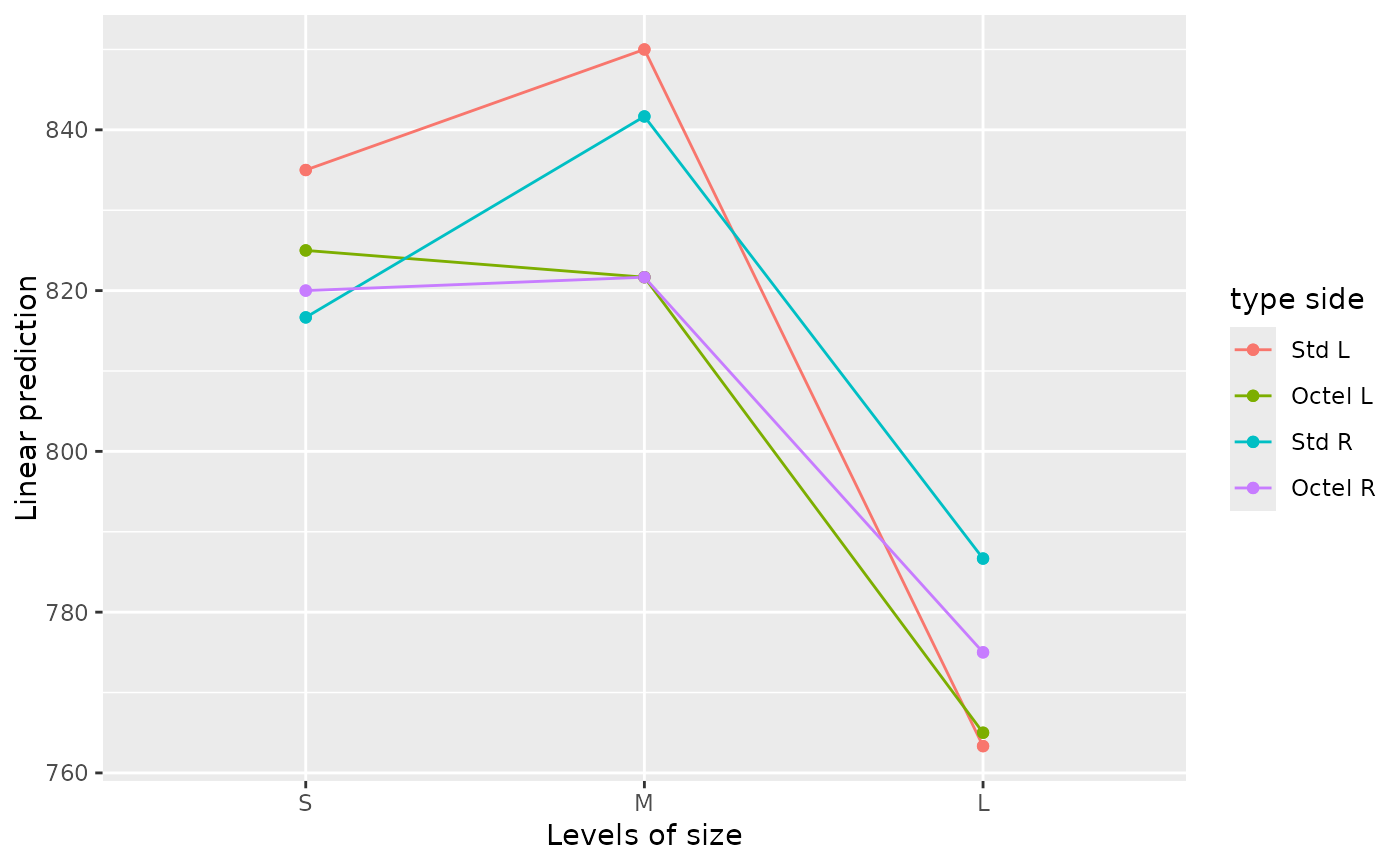 840
820
800
780
760
Linear prediction
S
M
L
Levels of size
type side
Std L
Octel L
Std R
Octel R